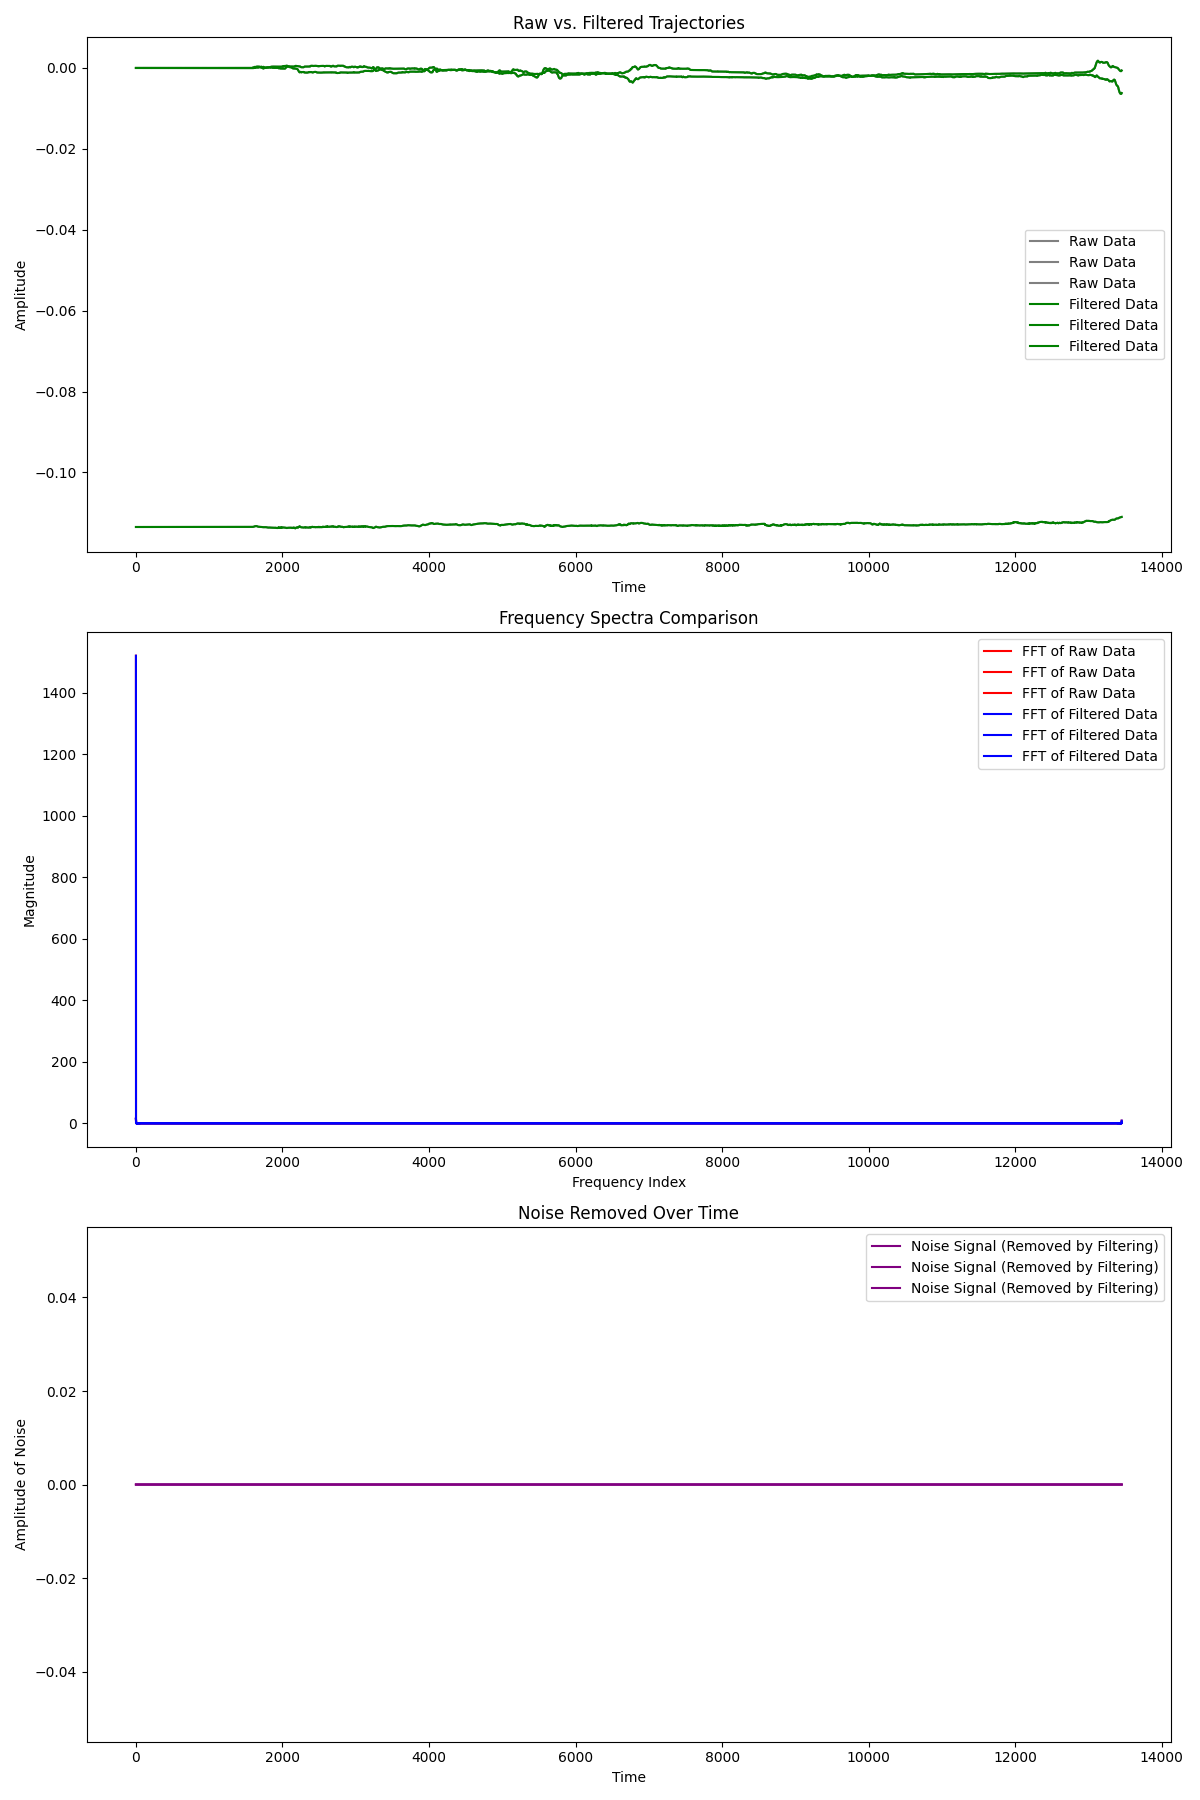 Raw vs. Filtered Trajectories
0.00
−0.02
−0.04
−0.06
−0.08
−0.10
Amplitude
Raw Data
Raw Data
Raw Data
Filtered Data
Filtered Data
Filtered Data
0 2000 4000 6000 8000 10000 12000 14000
Time
Frequency Spectra Comparison
1400
1200
1000
800
600
400
200
0
Magnitude
FFT of Raw Data
FFT of Raw Data
FFT of Raw Data
FFT of Filtered Data
FFT of Filtered Data
FFT of Filtered Data
0 2000 4000 6000 8000 10000 12000 14000
Frequency Index
Noise Removed Over Time
0.04
0.02
0.00
−0.02
−0.04
Amplitude of Noise
Noise Signal (Removed by Filtering)
Noise Signal (Removed by Filtering)
Noise Signal (Removed by Filtering)
0 2000 4000 6000 8000 10000 12000 14000
Time